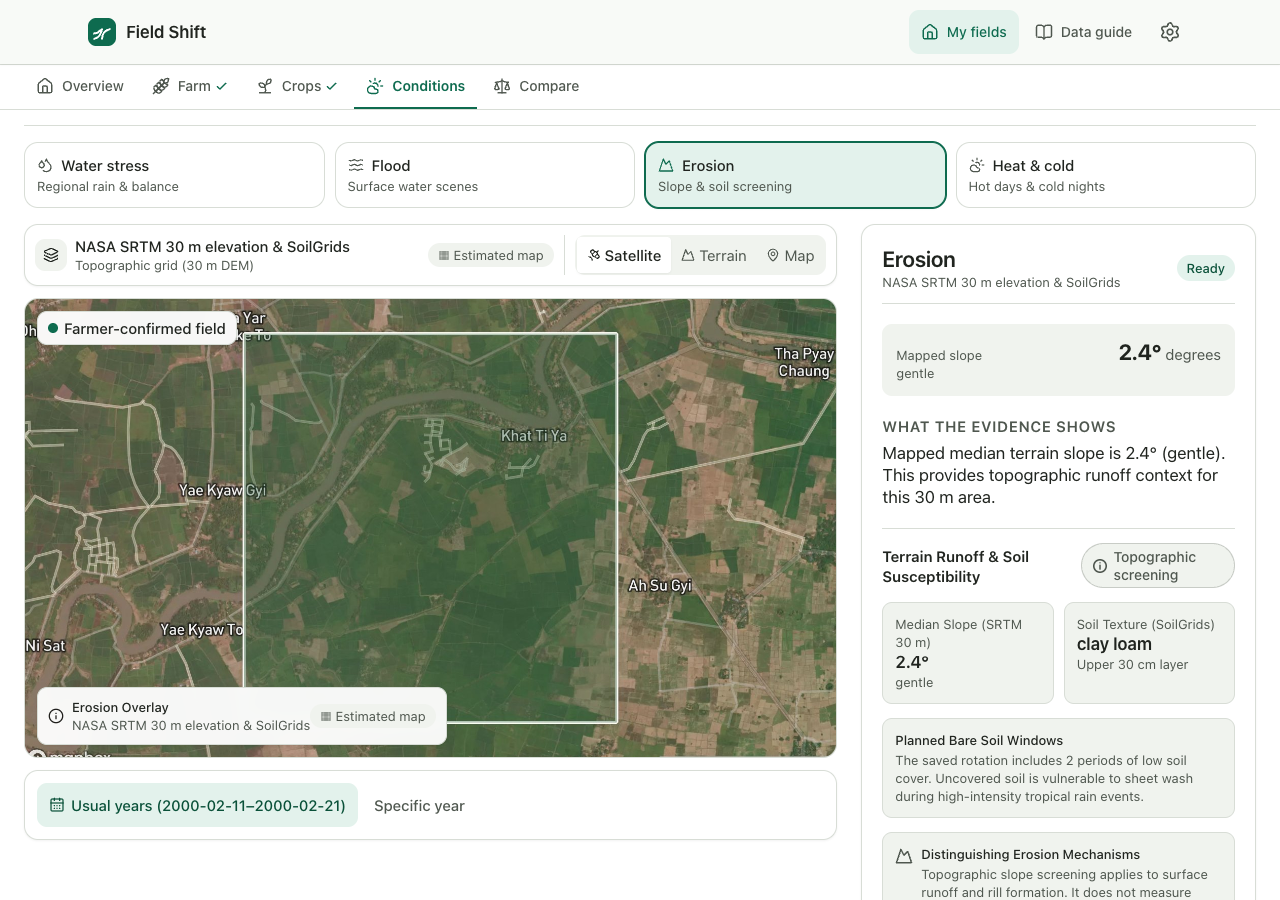 Field Shift
My fields
Data guide
Overview
Farm
Crops
Conditions
Compare
Water stress
Regional rain & balance
Flood
Surface water scenes
Erosion
Slope & soil screening
Heat & cold
Hot days & cold nights
NASA SRTM 30 m elevation & SoilGrids
Topographic grid (30 m DEM)
Estimated map
Satellite
Terrain
Map
Farmer-confirmed field
Yar
Tha Pyay
Chaung
Khat Ti Ya
Yae Kyaw Gyi
Ah Su Gyi
Yae Kyaw To
Ni Sat
Erosion Overlay
NASA SRTM 30 m elevation & SoilGrids
Estimated map
mapbox
Usual years (2000-02-11–2000-02-21)
Specific year
Erosion
NASA SRTM 30 m elevation & SoilGrids
Ready
Mapped slope
gentle
2.4° degrees
WHAT THE EVIDENCE SHOWS
Mapped median terrain slope is 2.4° (gentle).
This provides topographic runoff context for
this 30 m area.
Terrain Runoff & Soil
Susceptibility
Topographic
screening
Median Slope (SRTM
30 m)
2.4°
gentle
Soil Texture (SoilGrids)
clay loam
Upper 30 cm layer
Planned Bare Soil Windows
The saved rotation includes 2 periods of low soil
cover. Uncovered soil is vulnerable to sheet wash
during high-intensity tropical rain events.
Distinguishing Erosion Mechanisms
Topographic slope screening applies to surface
runoff and rill formation. It does not measure